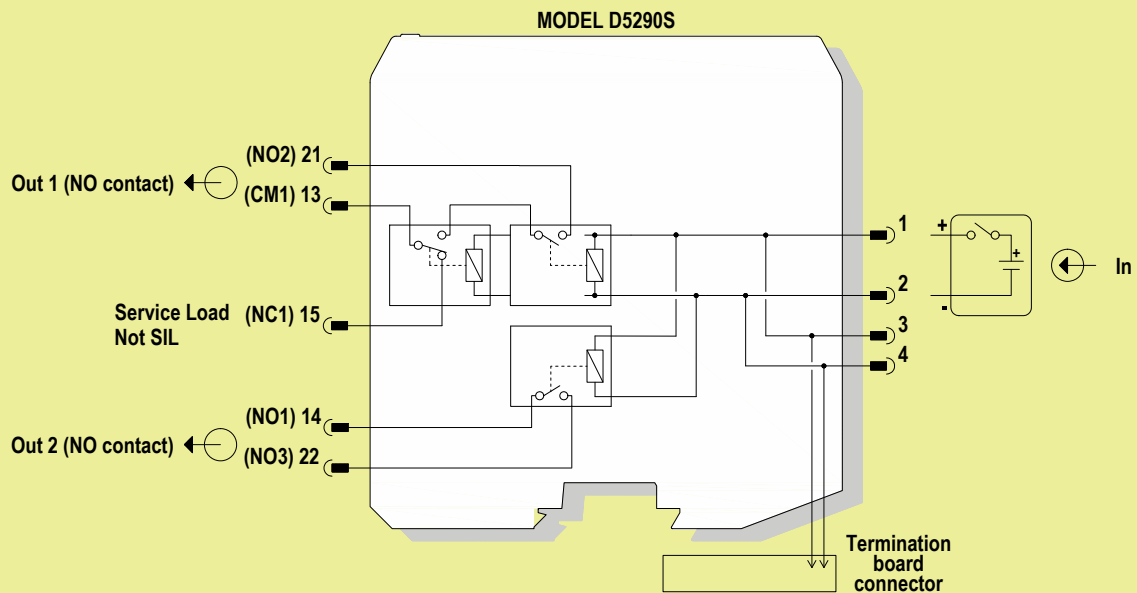 MODEL D5290S
(NO2) 21
Out 1 (NO contact)
(CM1) 13
1
+
+
In
2
-
Service Load
Not SIL
(NC1) 15
3
4
(NO1) 14
Out 2 (NO contact)
(NO3) 22
Termination
board
connector